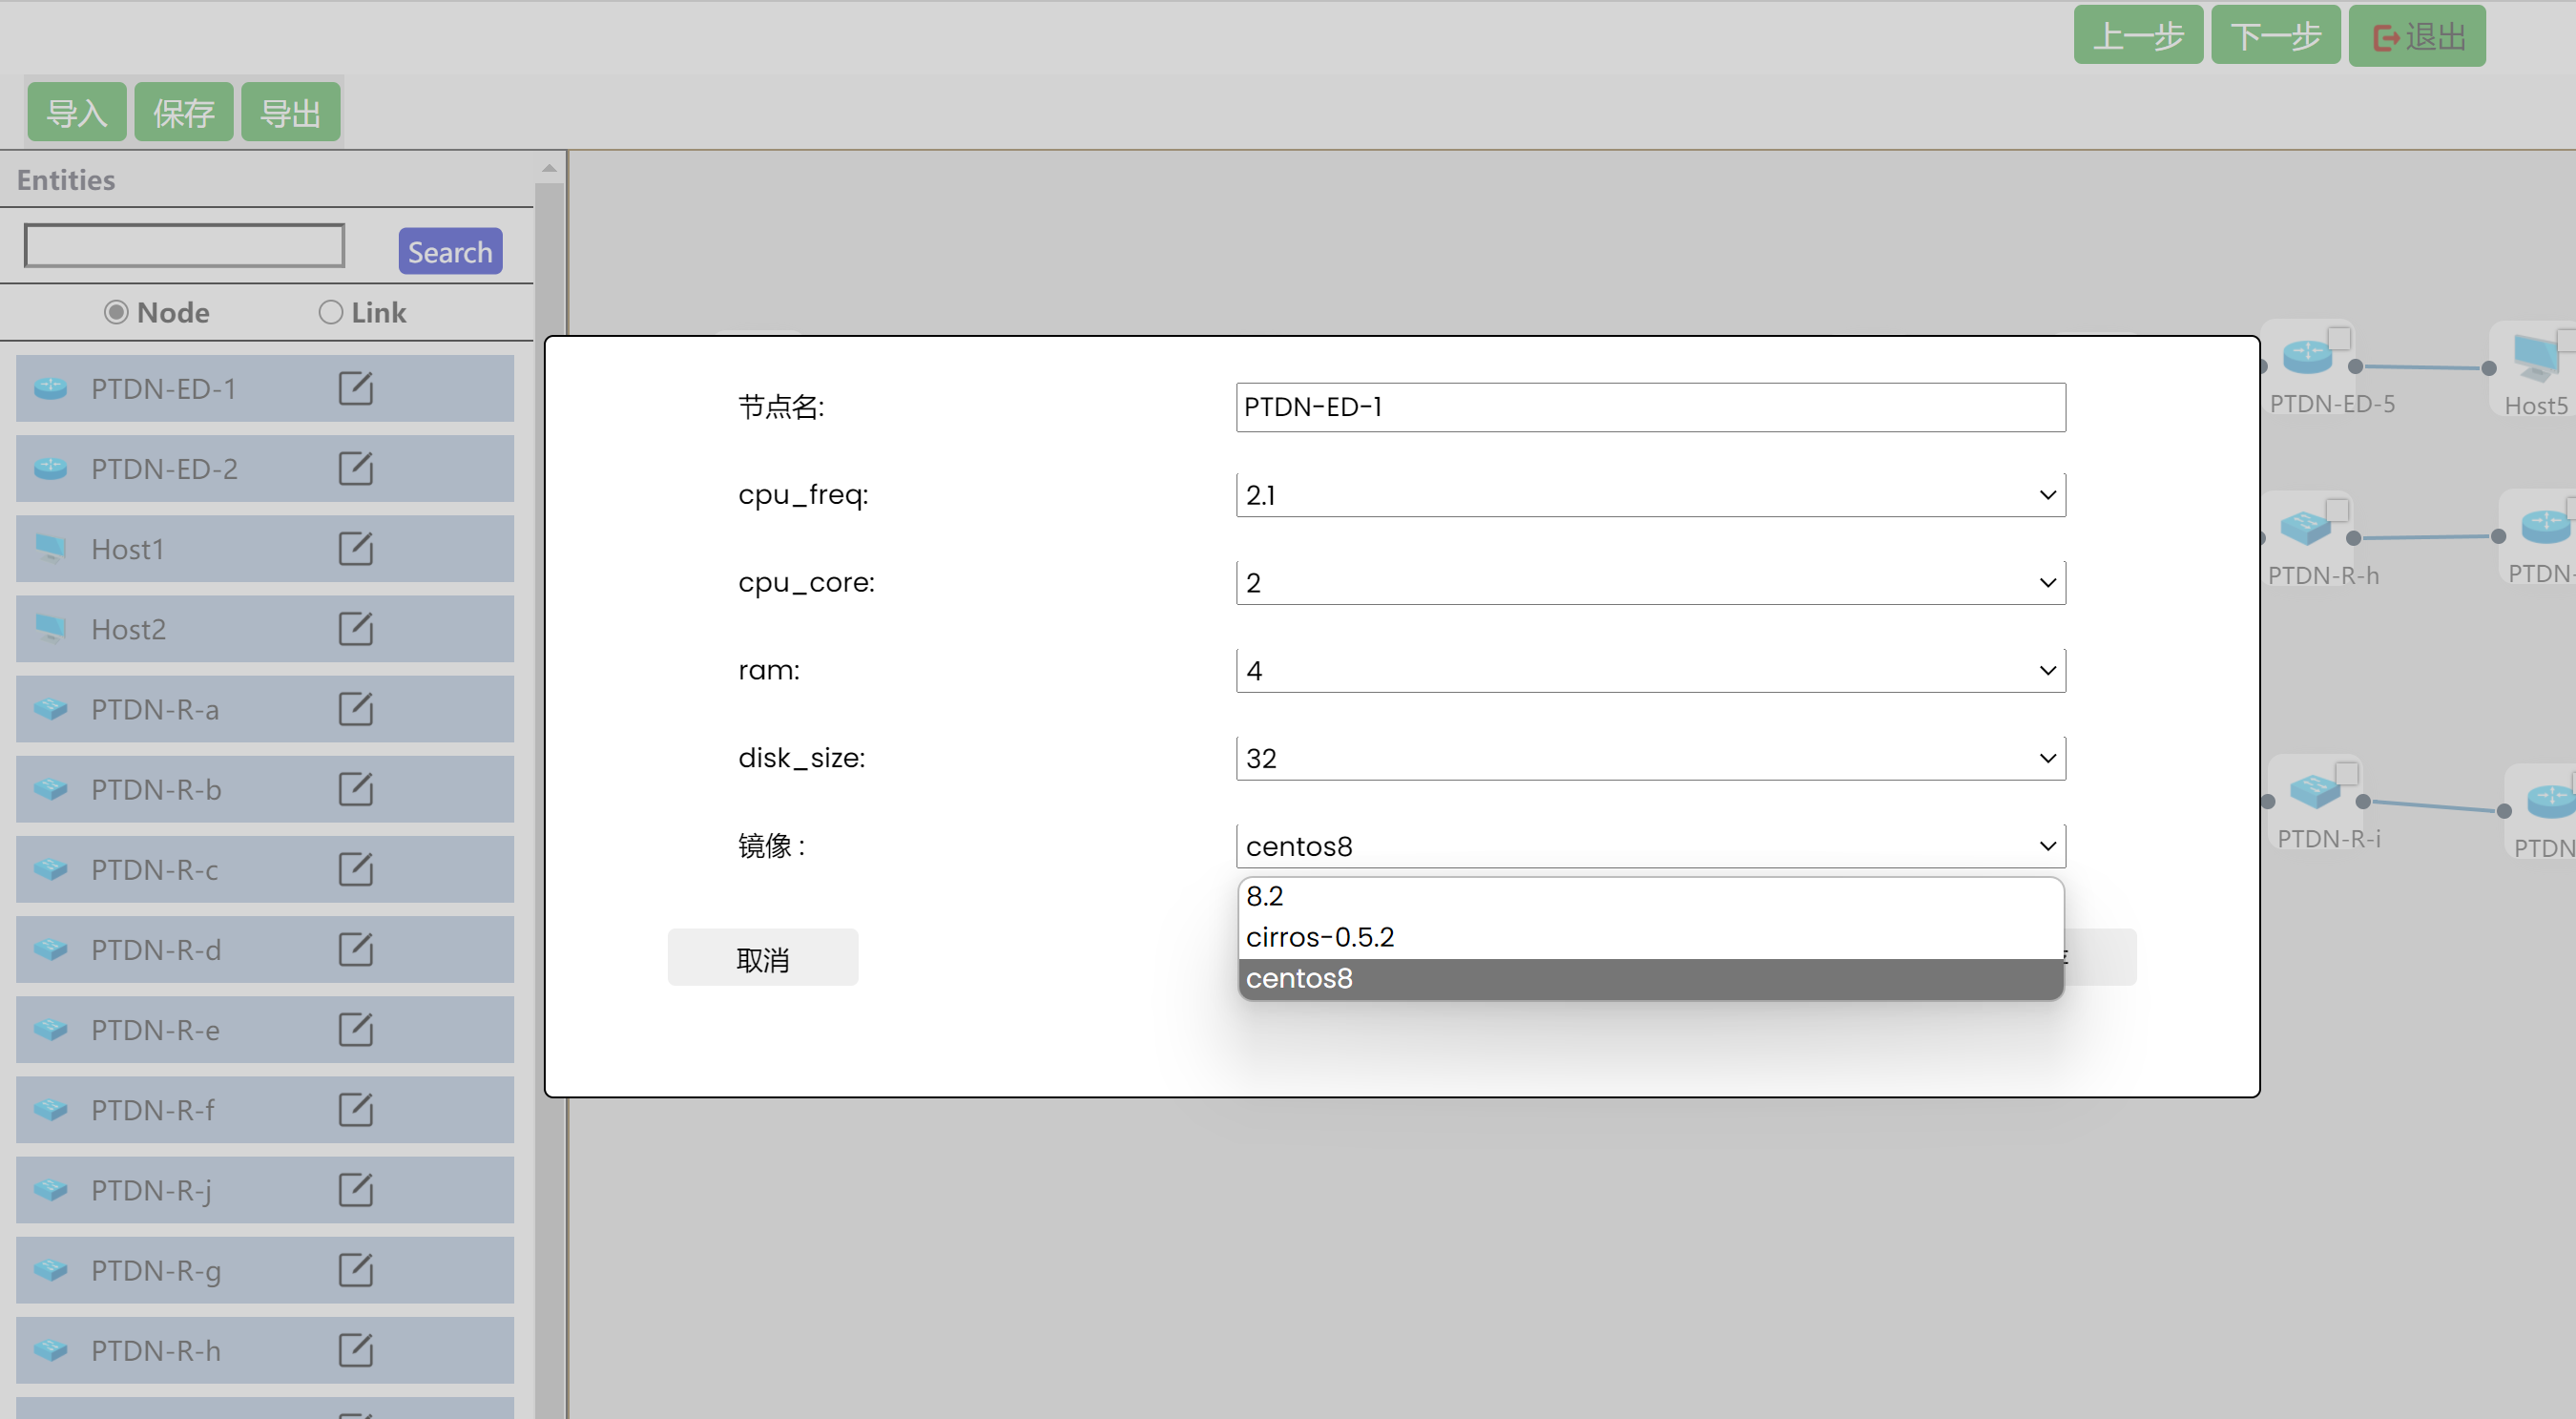 上一步 下一步 退出
导入 保存 导出
Entities
Search
Node Link
PTDN-ED-1
PTDN-ED-2
Host1
Host2
PTDN-R-a
PTDN-R-b
PTDN-R-c
PTDN-R-d
PTDN-R-e
PTDN-R-f
PTDN-R-j
PTDN-R-g
PTDN-R-h
节点名: PTDN-ED-1
cpu_freq: 2.1
cpu_core: 2
ram: 4
disk_size: 32
镜像 : centos8
8.2
cirros-0.5.2
centos8
取消
PTDN-ED-5 Host5
PTDN-R-h PTDN-
PTDN-R-i PTDN